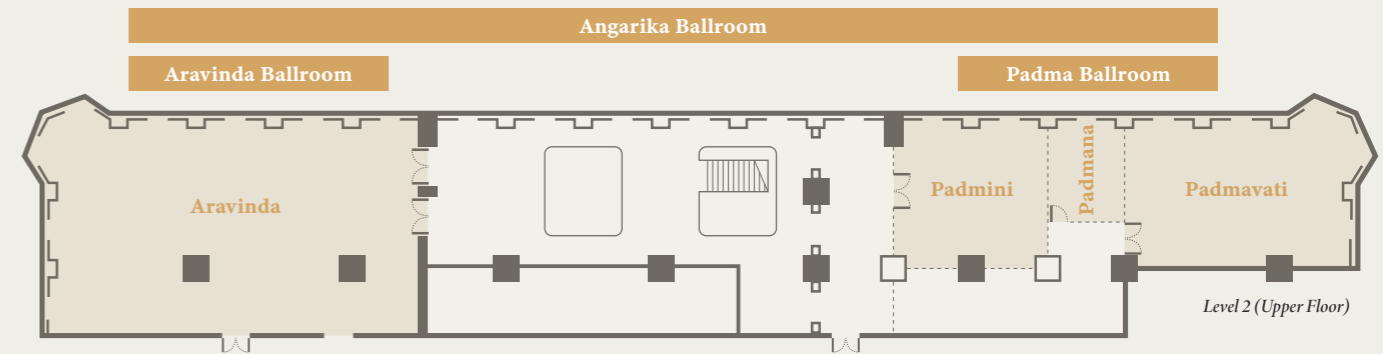 Angarika Ballroom
Aravinda Ballroom
Padma Ballroom
Aravinda
Padmini
Padmana
Padmavati
Level 2 (Upper Floor)